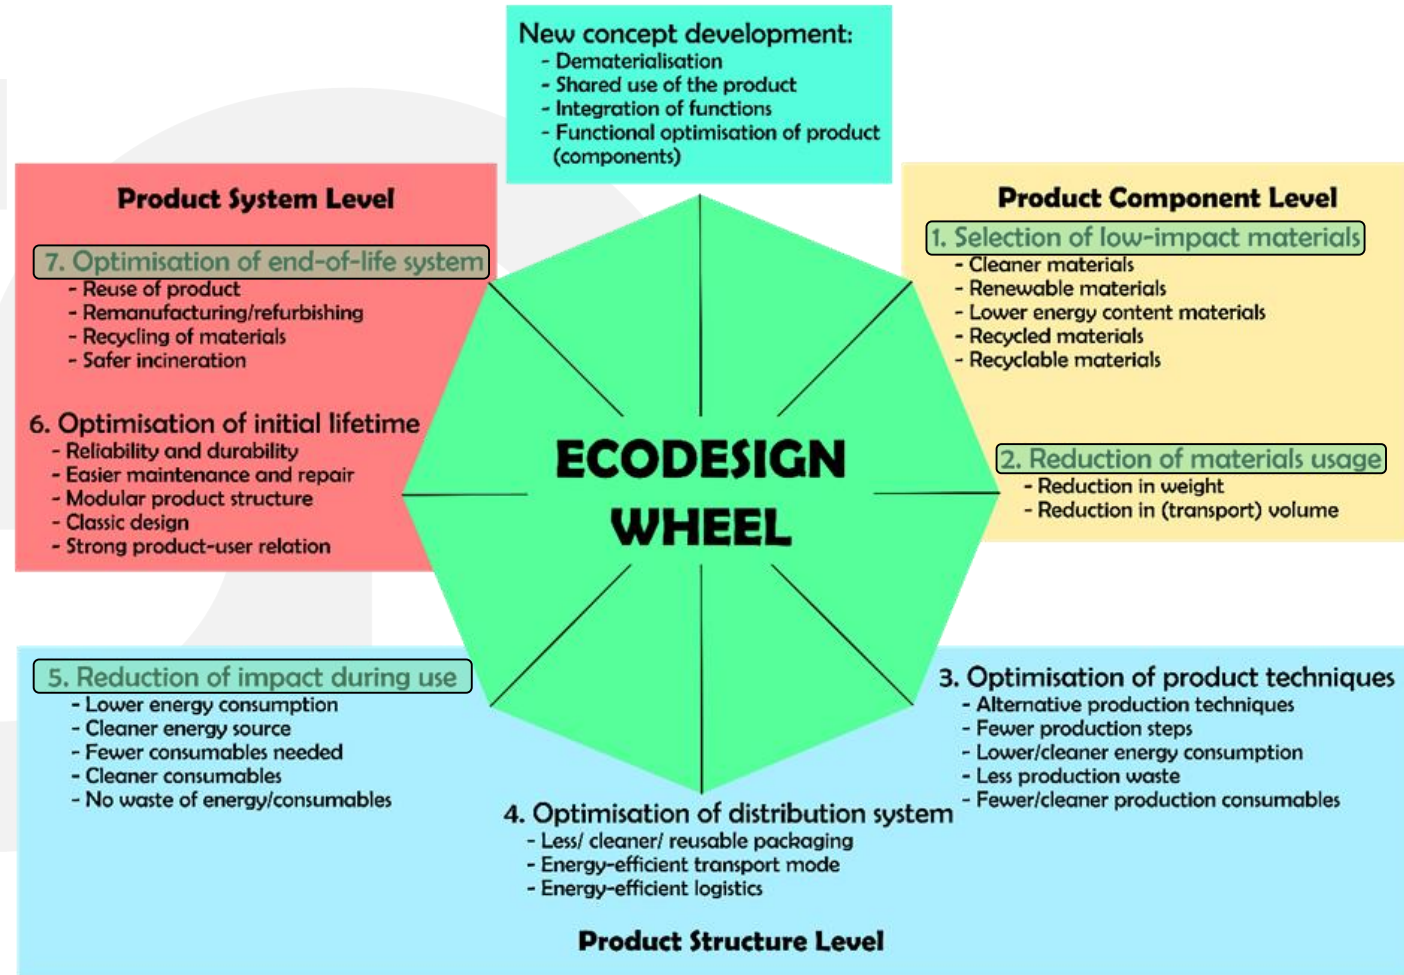 New concept development:
- Dematerialisation
- Shared use of the product
- Integration of functions
- Functional optimisation of product
(components)
Product System Level
7. Optimisation of end-of-life system
- Reuse of product
- Remanufacturing/refurbishing
- Recycling of materials
- Safer incineration
6. Optimisation of initial lifetime
- Reliability and durability
- Easier maintenance and repair
- Modular product structure
- Classic design
- Strong product-user relation
Product Component Level
1. Selection of low-impact materials
- Cleaner materials
- Renewable materials
- Lower energy content materials
- Recycled materials
- Recyclable materials
2. Reduction of materials usage
- Reduction in weight
- Reduction in (transport) volume
ECODESIGN
WHEEL
5. Reduction of impact during use
- Lower energy consumption
- Cleaner energy source
- Fewer consumables needed
- Cleaner consumables
- No waste of energy/consumables
3. Optimisation of product techniques
- Alternative production techniques
- Fewer production steps
- Lower/cleaner energy consumption
- Less production waste
- Fewer/cleaner production consumables
4. Optimisation of distribution system
- Less/ cleaner/ reusable packaging
- Energy-efficient transport mode
- Energy-efficient logistics
Product Structure Level